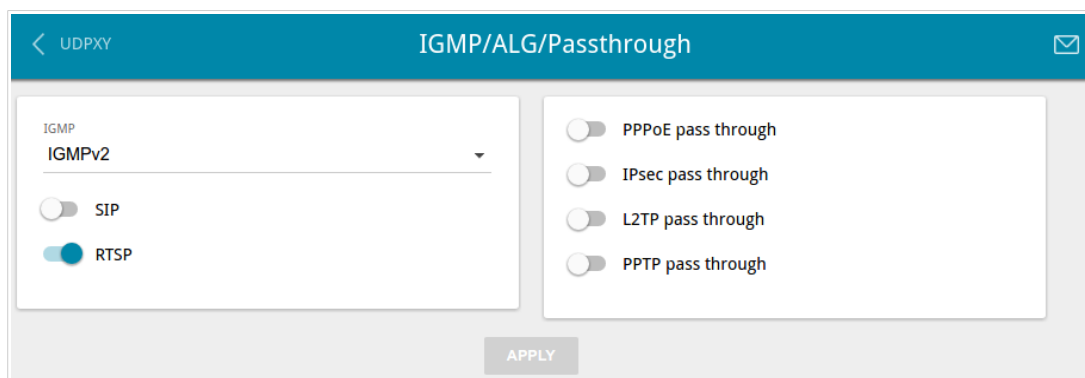 UDPXY
IGMP/ALG/Passthrough
IGMP
IGMPv2
SIP
RTSP
PPPoE pass through
IPsec pass through
L2TP pass through
PPTP pass through
APPLY